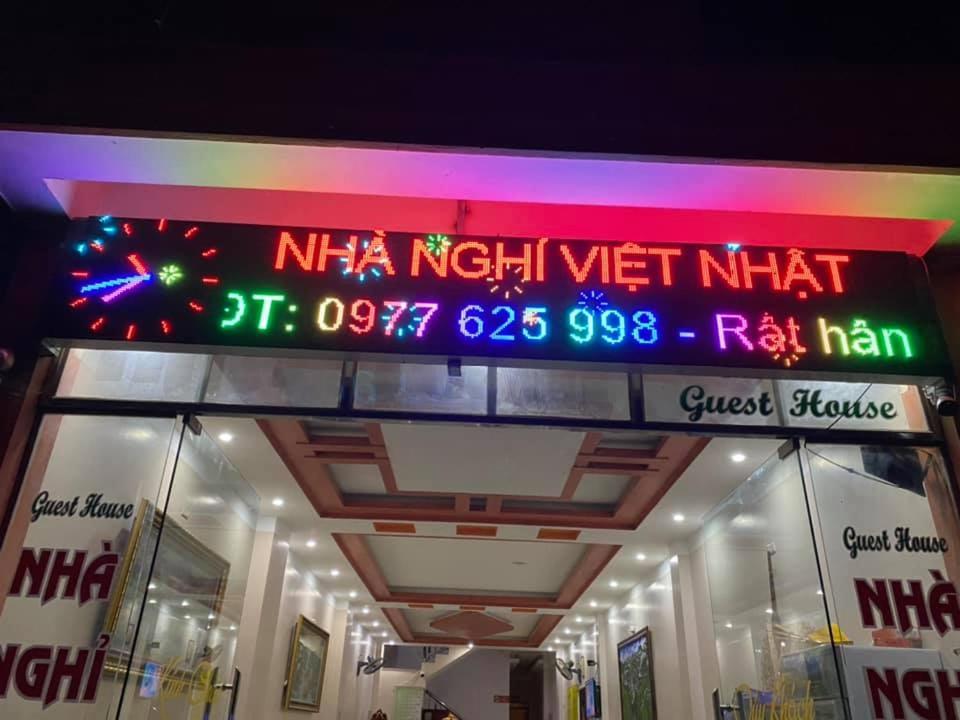 NHÀ NGHỈ VIỆT NHẬT
ĐT: 0977 625 998 - Rất hân
Guest House
Guest House
NHÀ
NGHỈ
Guest House
NHÀ
NGH